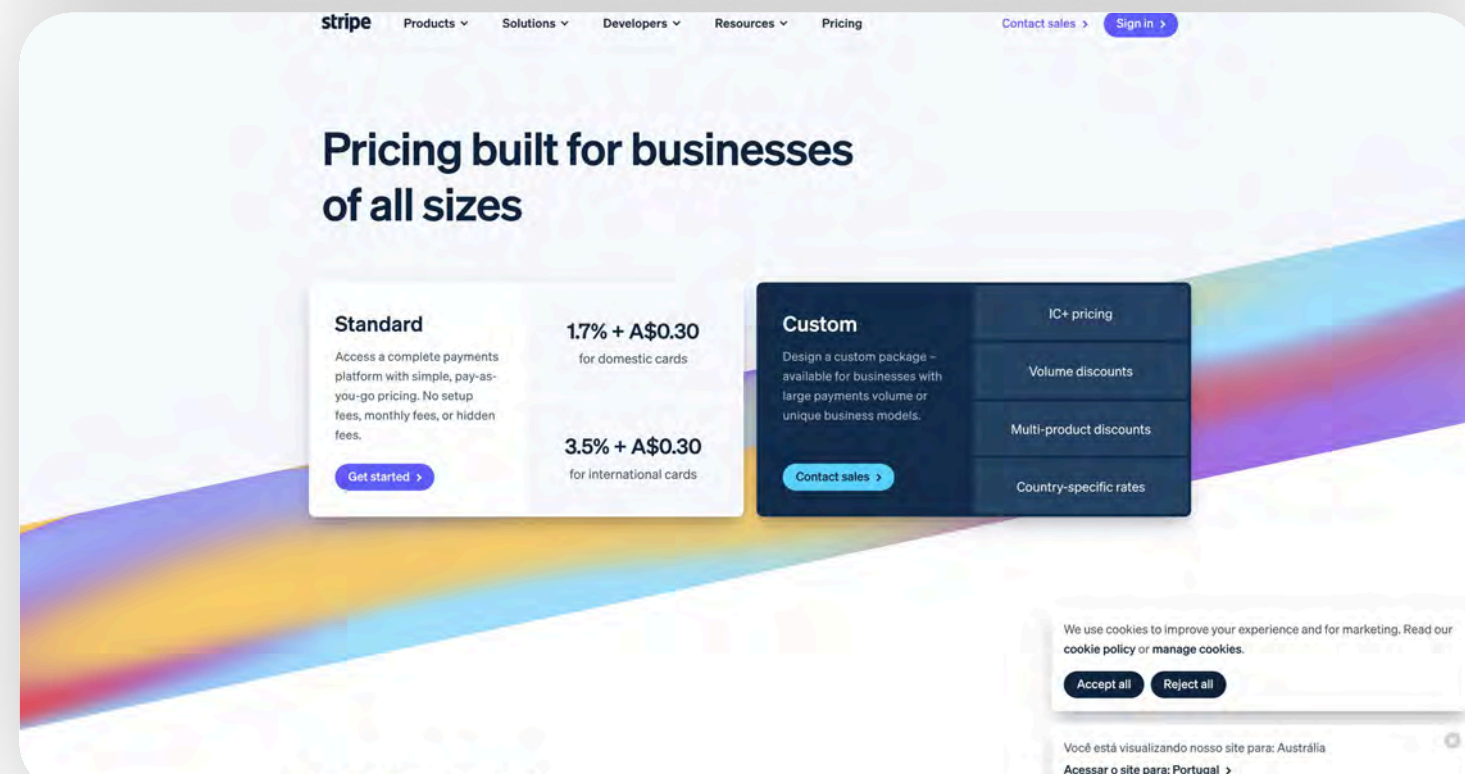 stripe Products Solutions Developers Resources Pricing Contact sales Sign in
Pricing built for businesses
of all sizes
Standard
Access a complete payments
platform with simple, pay-as-
you-go pricing. No setup
fees, monthly fees, or hidden
fees.
Get started
1.7% + A$0.30
for domestic cards
3.5% + A$0.30
for international cards
Custom
Design a custom package –
available for businesses with
large payments volume or
unique business models.
Contact sales
IC+ pricing
Volume discounts
Multi-product discounts
Country-specific rates
We use cookies to improve your experience and for marketing. Read our
cookie policy or manage cookies.
Accept all Reject all
Você está visualizando nosso site para: Austrália
Acessar o site para: Portugal